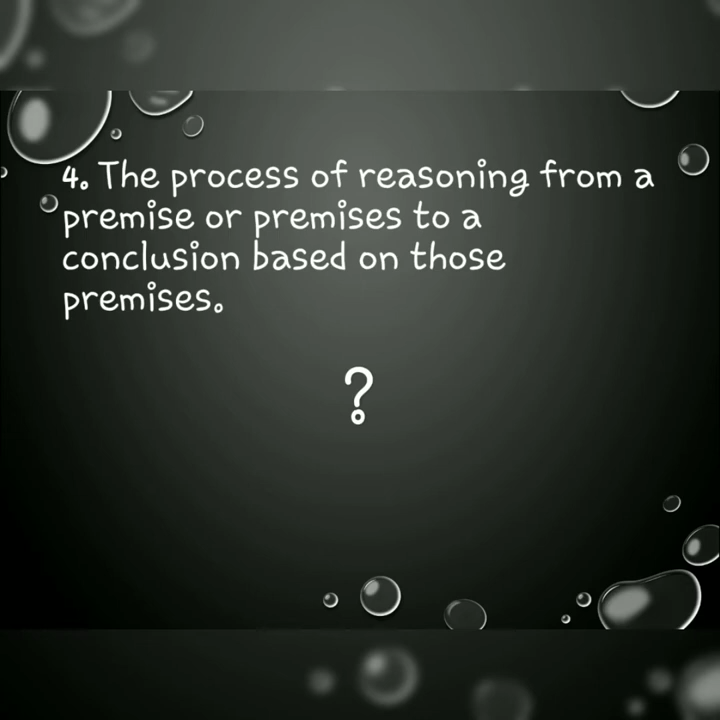 4. The process of reasoning from a
premise or premises to a
conclusion based on those
premises.
?